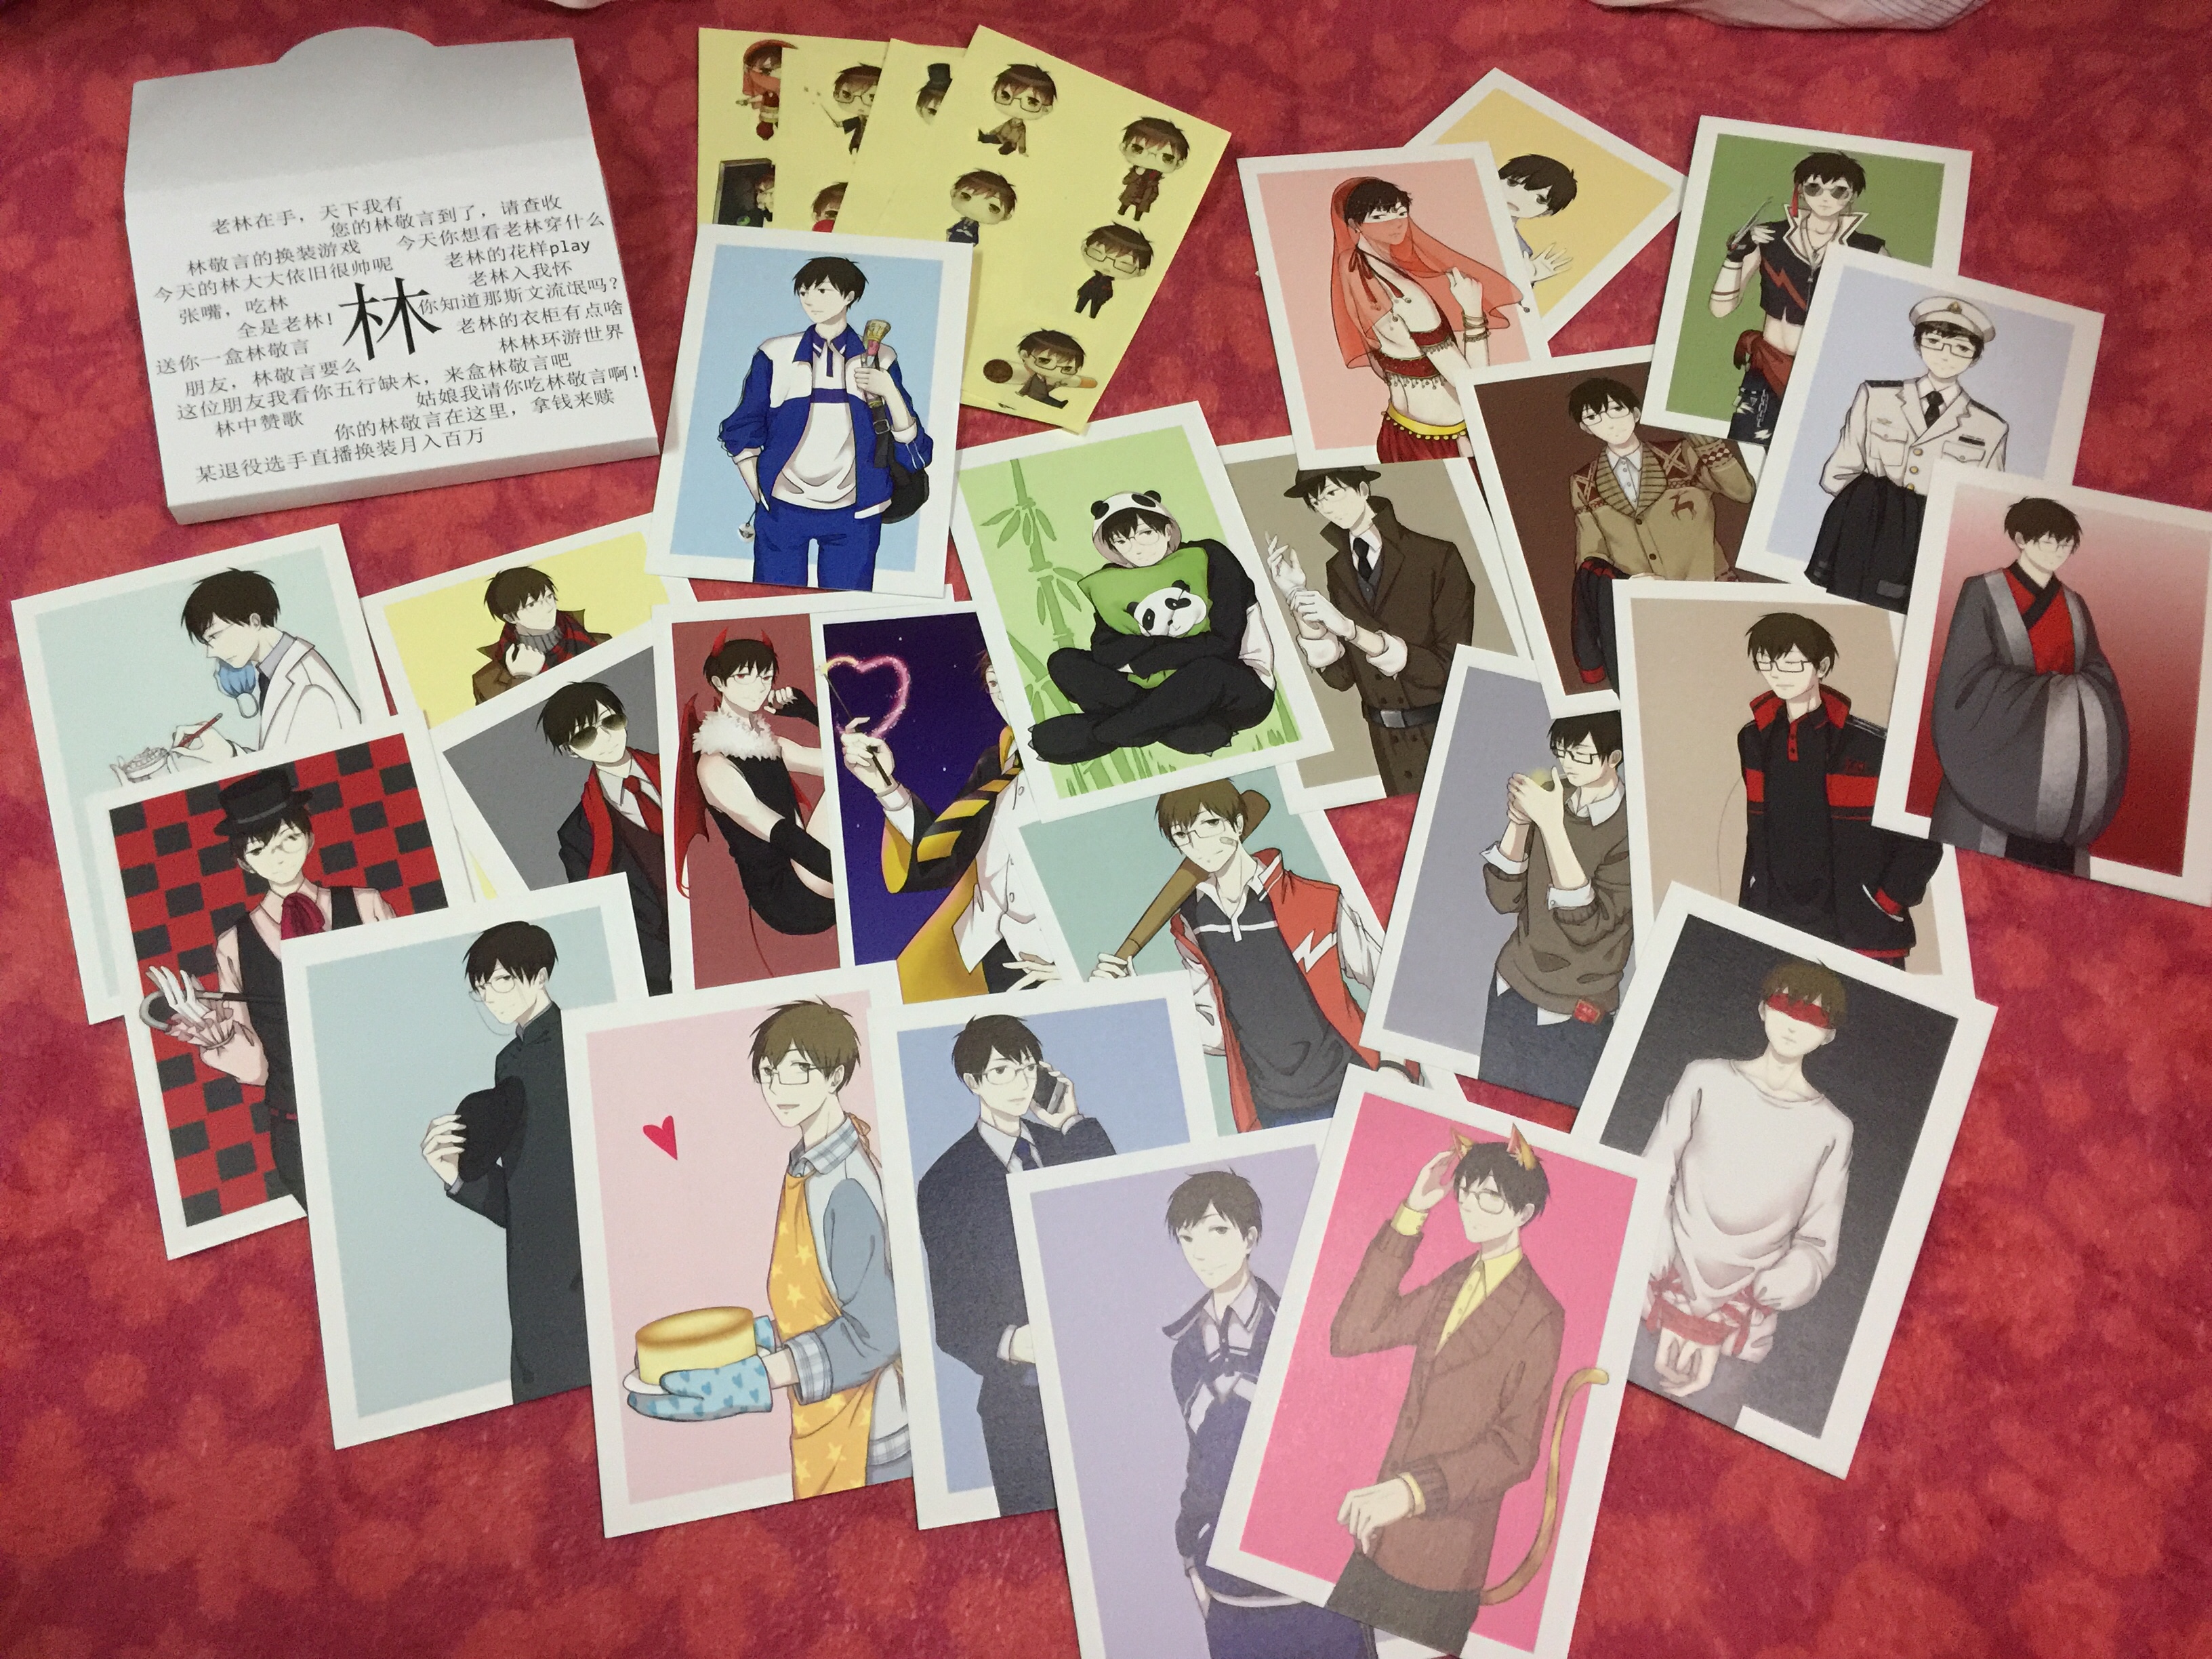 老林在手，天下我有
您的林敬言到了，请查收
林敬言的换装游戏
今天你想看老林穿什么
今天的林大大依旧很帅呢
老林的花样play
张嘴，吃林
老林入我怀
林
你知道那斯文流氓吗？
全是老林！
老林的衣柜有点啥
送你一盒林敬言
林林环游世界
朋友，林敬言要么
这位朋友我看你五行缺木，来盒林敬言吧
姑娘我请你吃林敬言啊！
林中赞歌
你的林敬言在这里，拿钱来赎
某退役选手直播换装月入百万